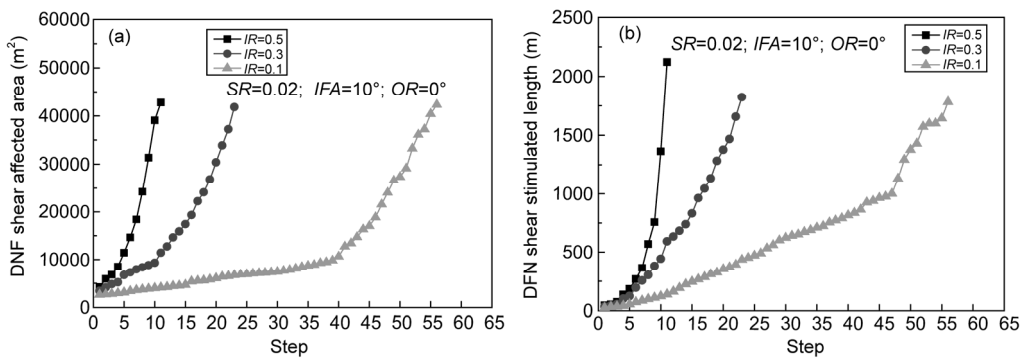 (a)
IR=0.5
IR=0.3
IR=0.1
SR=0.02; IFA=10°; OR=0°
DNF shear affected area (m²)
60000
50000
40000
30000
20000
10000
0
0 5 10 15 20 25 30 35 40 45 50 55 60 65
Step
(b)
SR=0.02; IFA=10°; OR=0°
IR=0.5
IR=0.3
IR=0.1
DFN shear stimulated length (m)
2500
2000
1500
1000
500
0
0 5 10 15 20 25 30 35 40 45 50 55 60 65
Step